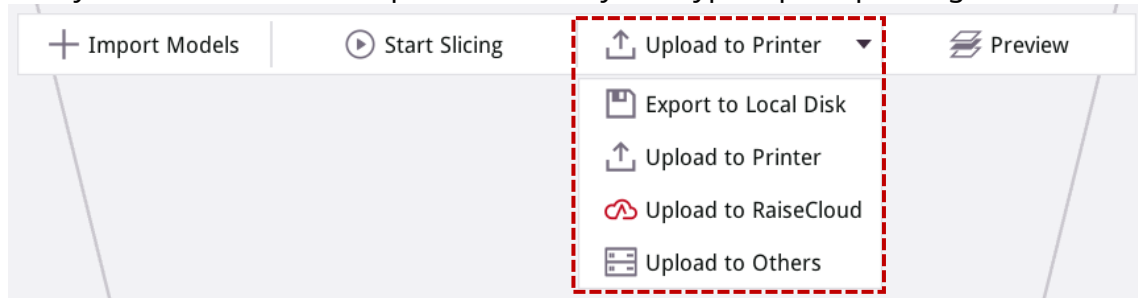 Import Models
Start Slicing
Upload to Printer
Preview
Export to Local Disk
Upload to Printer
Upload to RaiseCloud
Upload to Others